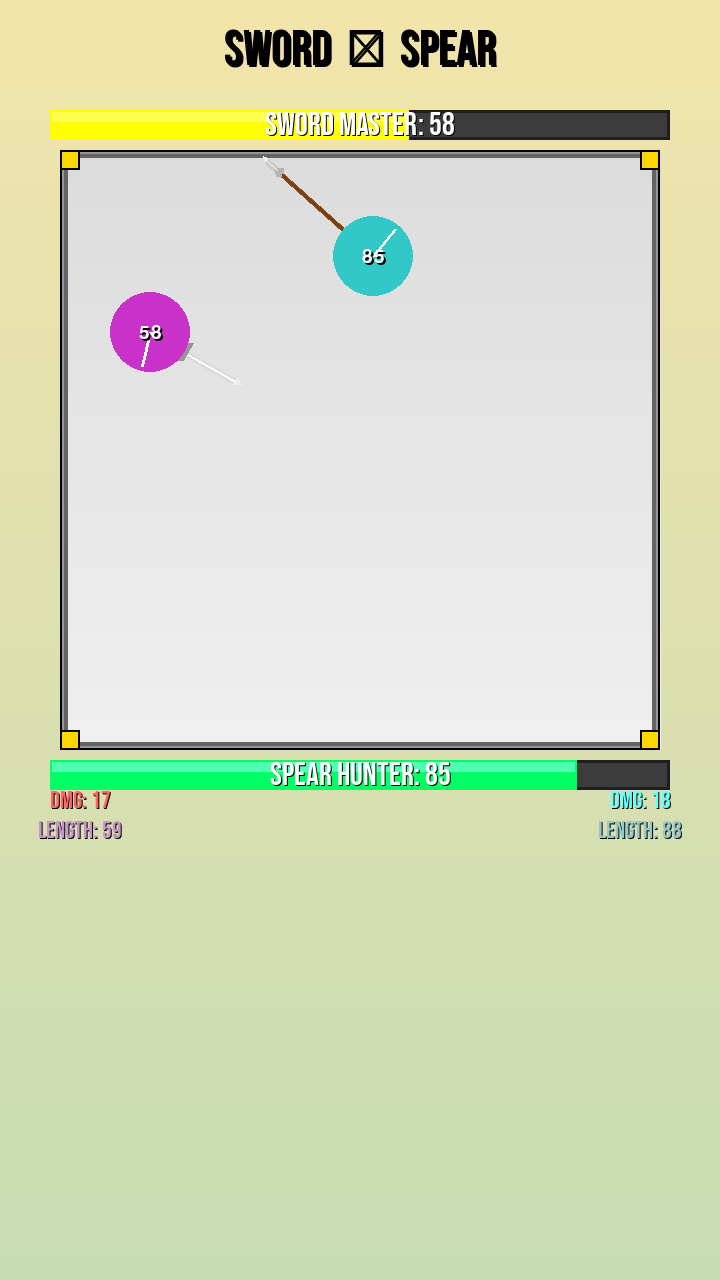 SWORD ☒ SPEAR
SWORD MASTER: 58
85
58
SPEAR HUNTER: 85
DMG: 17
DMG: 18
LENGTH: 59
LENGTH: 88